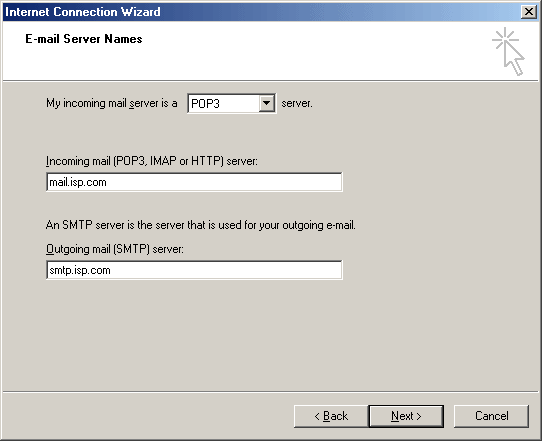 Internet Connection Wizard
E-mail Server Names
My incoming mail server is a POP3 server.
Incoming mail (POP3, IMAP or HTTP) server:
mail.isp.com
An SMTP server is the server that is used for your outgoing e-mail.
Outgoing mail (SMTP) server:
smtp.isp.com
< Back Next > Cancel